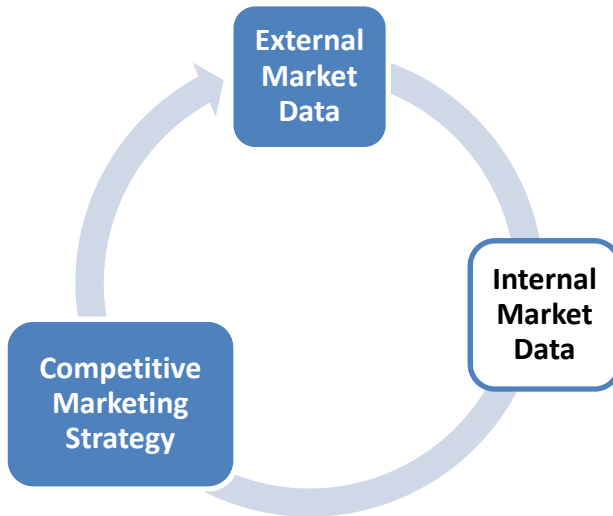 External
Market
Data
Internal
Market
Data
Competitive
Marketing
Strategy